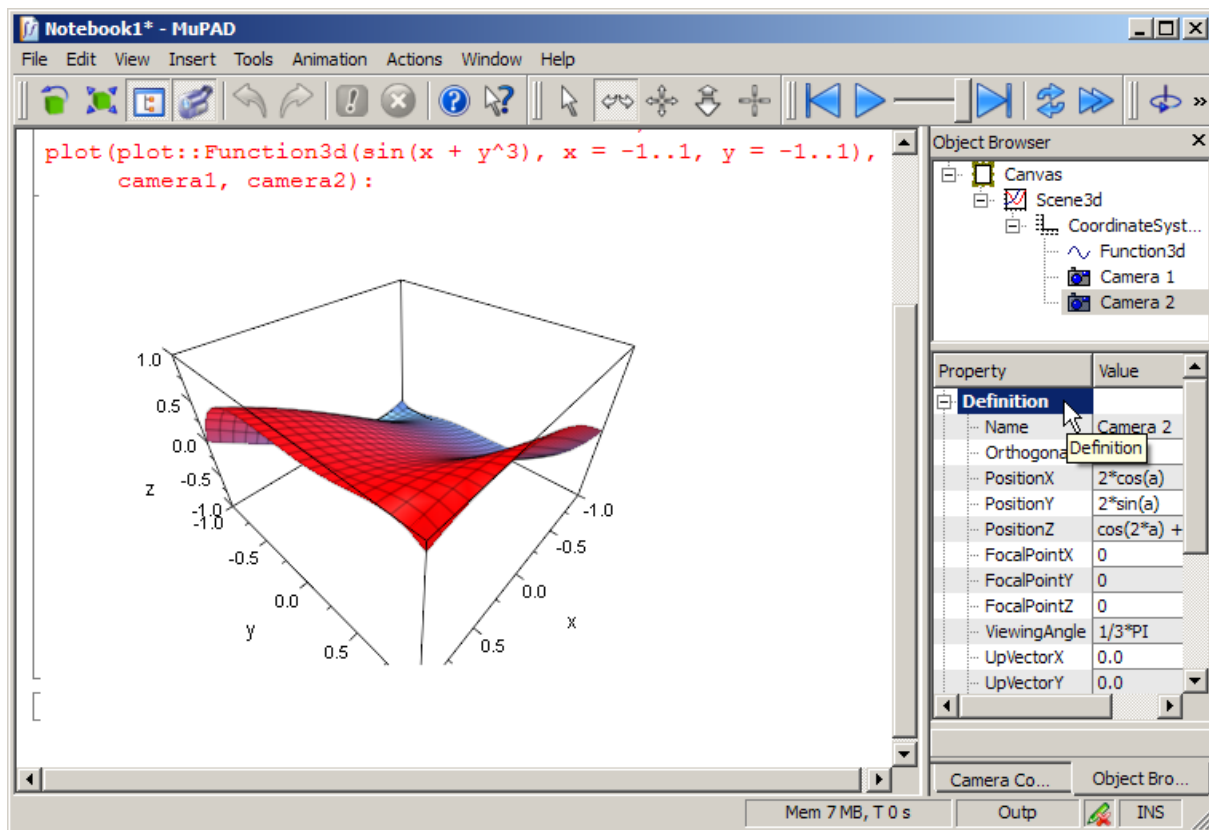 Notebook1* - MuPAD
File Edit View Insert Tools Animation Actions Window Help
plot(plot::Function3d(sin(x + y^3), x = -1..1, y = -1..1),
camera1, camera2):
1.0
0.5
0.0
-0.5
-1.0
z
-1.0
-0.5
0.0
0.5
y
-1.0
-0.5
0.0
0.5
x
Object Browser
Canvas
Scene3d
CoordinateSyst...
Function3d
Camera 1
Camera 2
Property Value
Definition
Name Camera 2
Orthogona
Definition
PositionX 2*cos(a)
PositionY 2*sin(a)
PositionZ cos(2*a) +
FocalPointX 0
FocalPointY 0
FocalPointZ 0
ViewingAngle 1/3*PI
UpVectorX 0.0
UpVectorY 0.0
Camera Co... Object Bro...
Mem 7 MB, T 0 s Outp INS